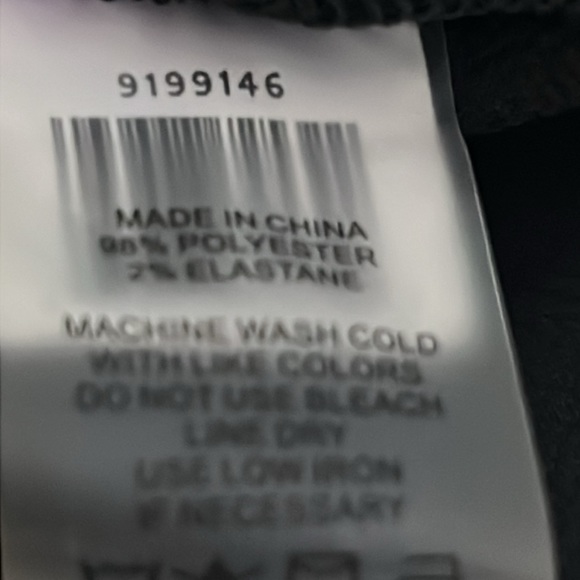 9199146
MADE IN CHINA
98% POLYESTER
2% ELASTANE
MACHINE WASH COLD
WITH LIKE COLORS
DO NOT USE BLEACH
LINE DRY
USE LOW IRON
IF NECESSARY